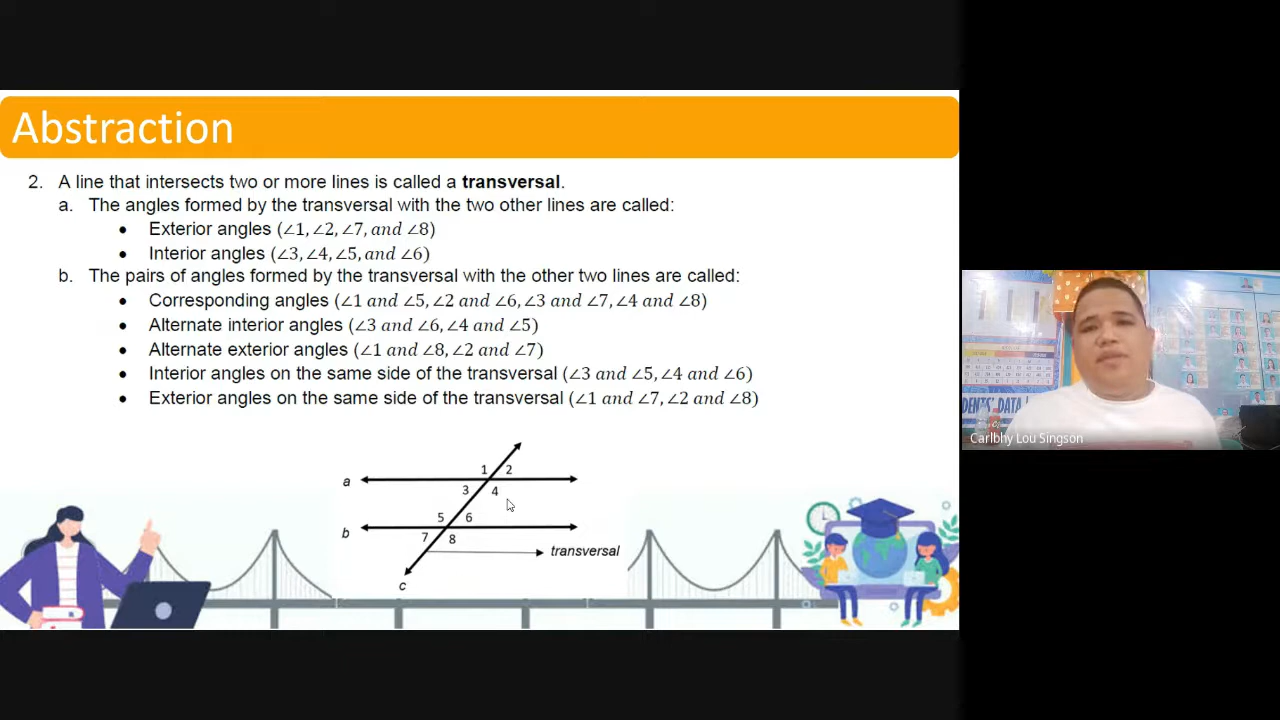 Abstraction
2. A line that intersects two or more lines is called a transversal.
a. The angles formed by the transversal with the two other lines are called:
• Exterior angles (∠1, ∠2, ∠7, and ∠8)
• Interior angles (∠3, ∠4, ∠5, and ∠6)
b. The pairs of angles formed by the transversal with the other two lines are called:
• Corresponding angles (∠1 and ∠5, ∠2 and ∠6, ∠3 and ∠7, ∠4 and ∠8)
• Alternate interior angles (∠3 and ∠6, ∠4 and ∠5)
• Alternate exterior angles (∠1 and ∠8, ∠2 and ∠7)
• Interior angles on the same side of the transversal (∠3 and ∠5, ∠4 and ∠6)
• Exterior angles on the same side of the transversal (∠1 and ∠7, ∠2 and ∠8)
1 2
a
3 4
5 6
b
7 8
transversal
c
DENTS' DATA
Carlbhy Lou Singson